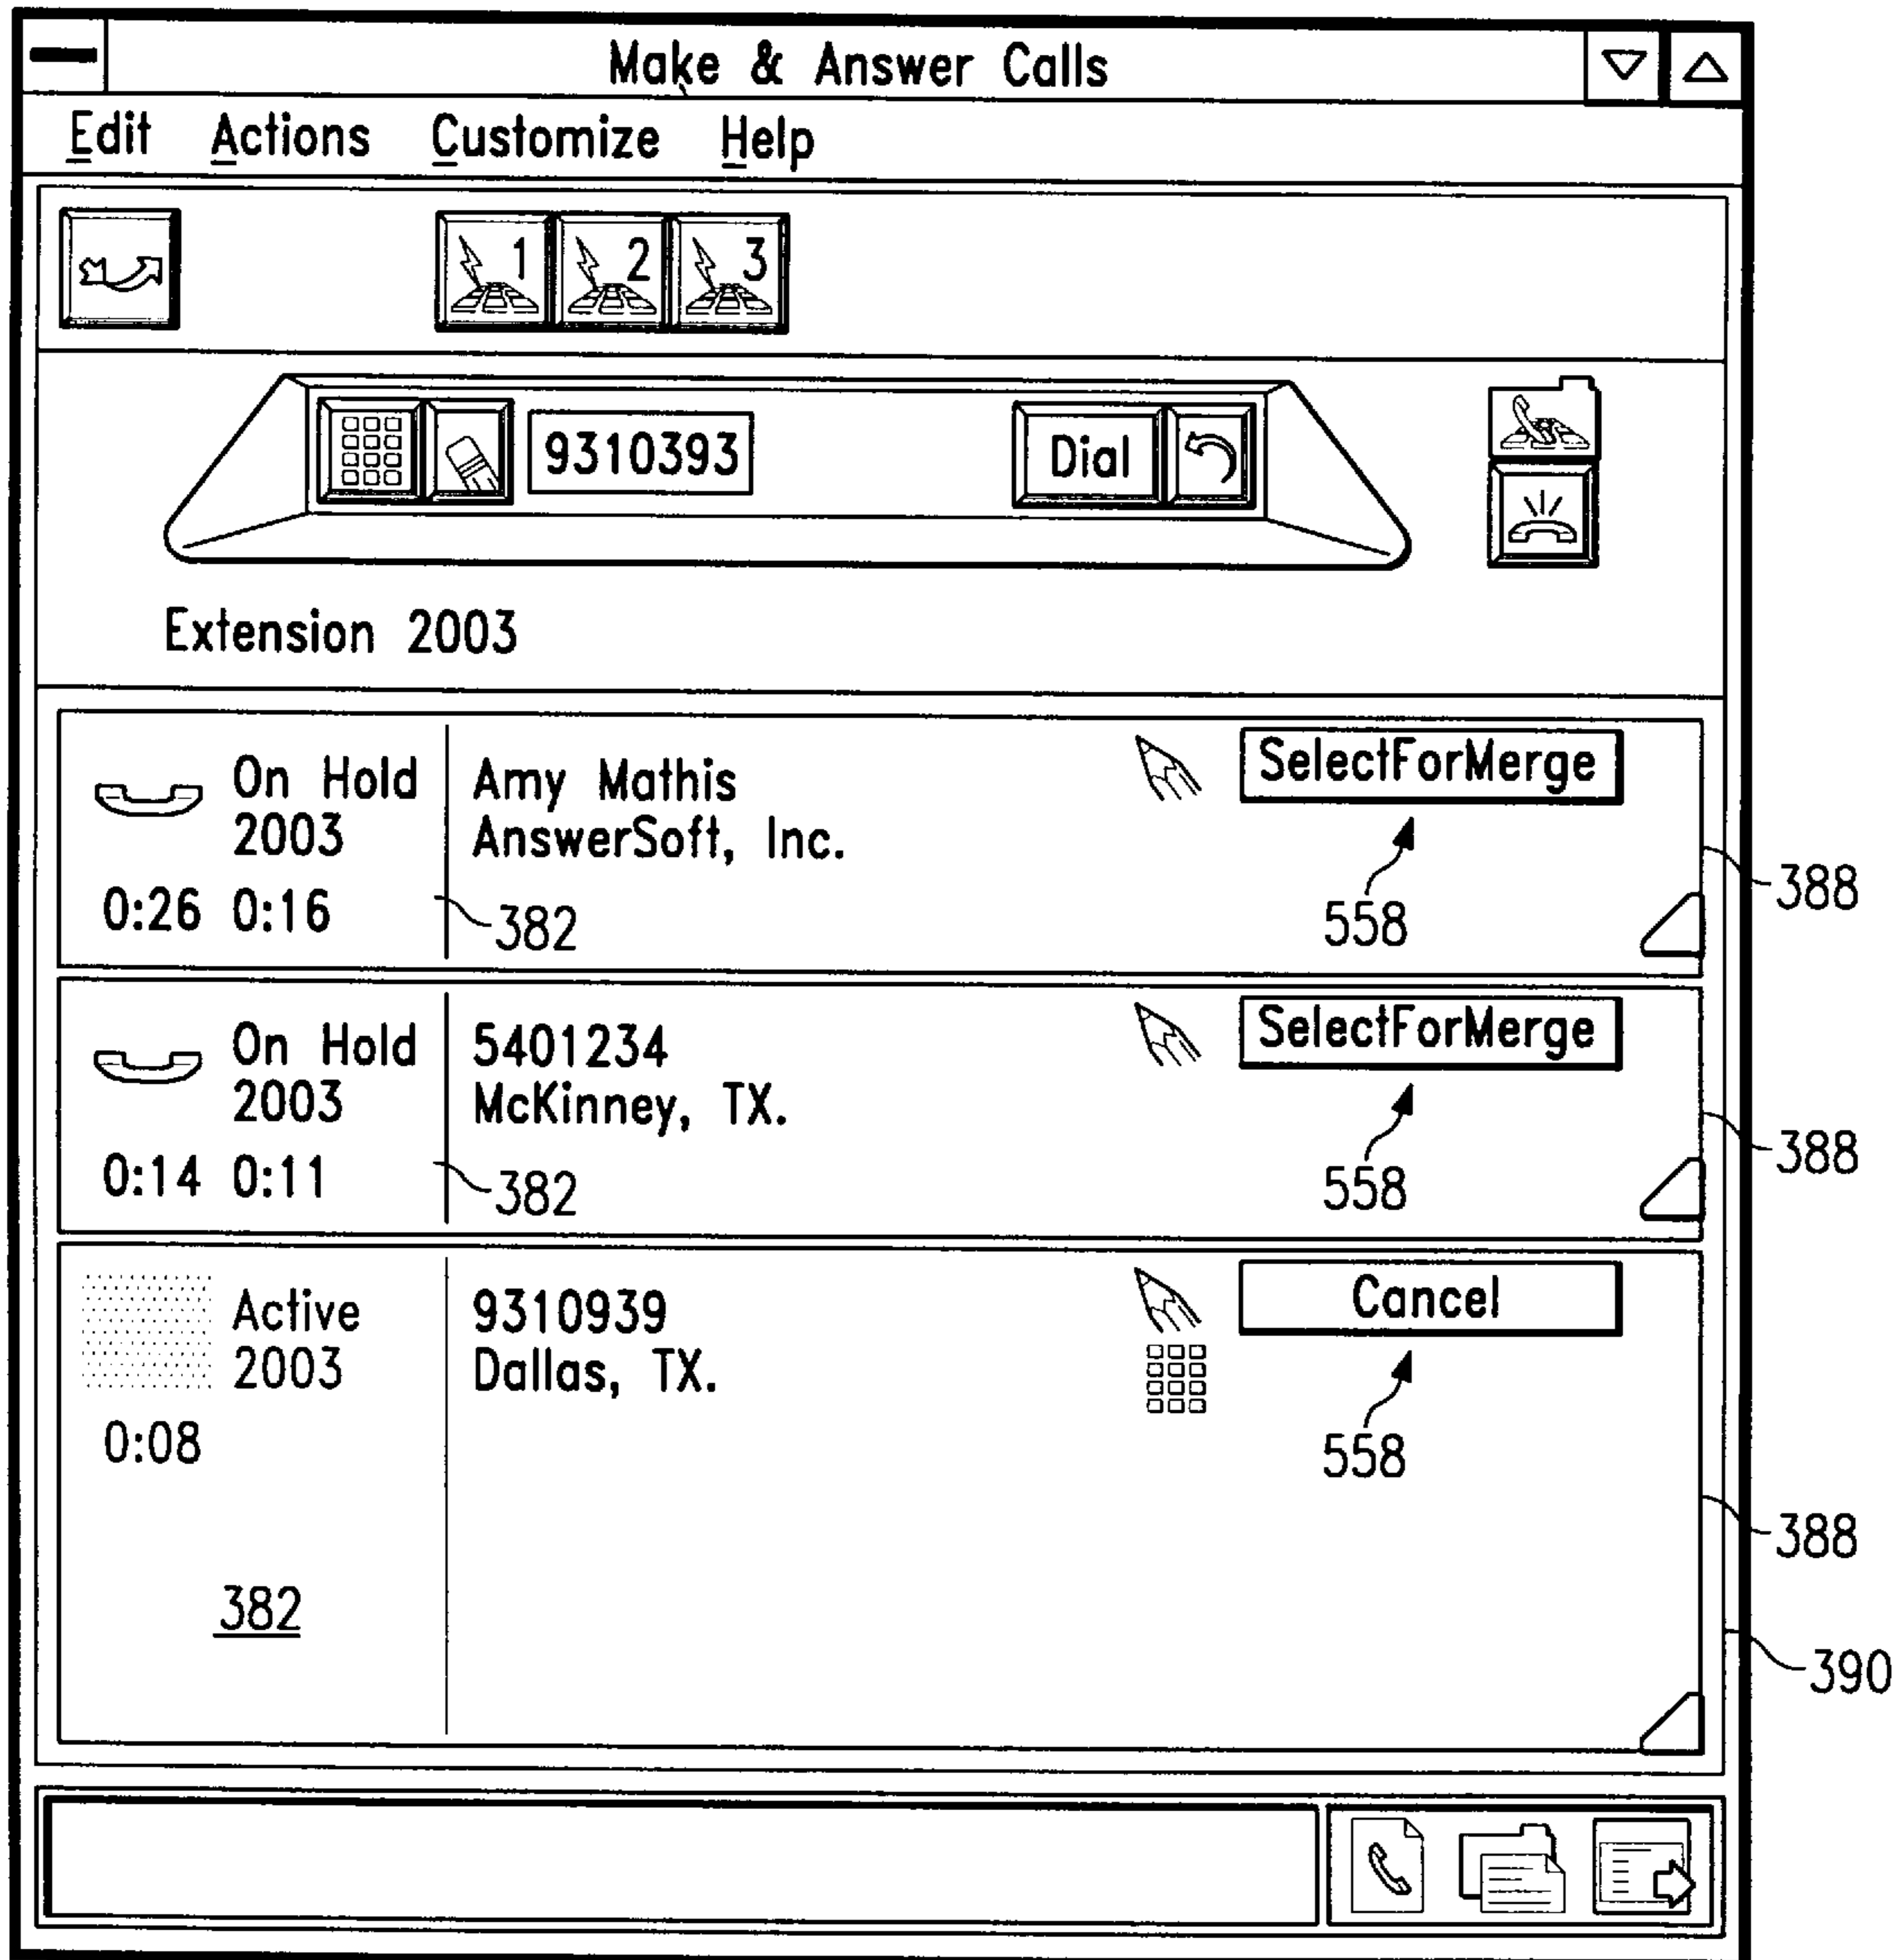 Make & Answer Calls
Edit Actions Customize Help
1 2 3
9310393 Dial
Extension 2003
On Hold
2003
0:26 0:16
Amy Mathis
AnswerSoft, Inc.
SelectForMerge
382
558
388
On Hold
2003
0:14 0:11
5401234
McKinney, TX.
SelectForMerge
382
558
388
Active
2003
0:08
9310939
Dallas, TX.
Cancel
558
388
382
390